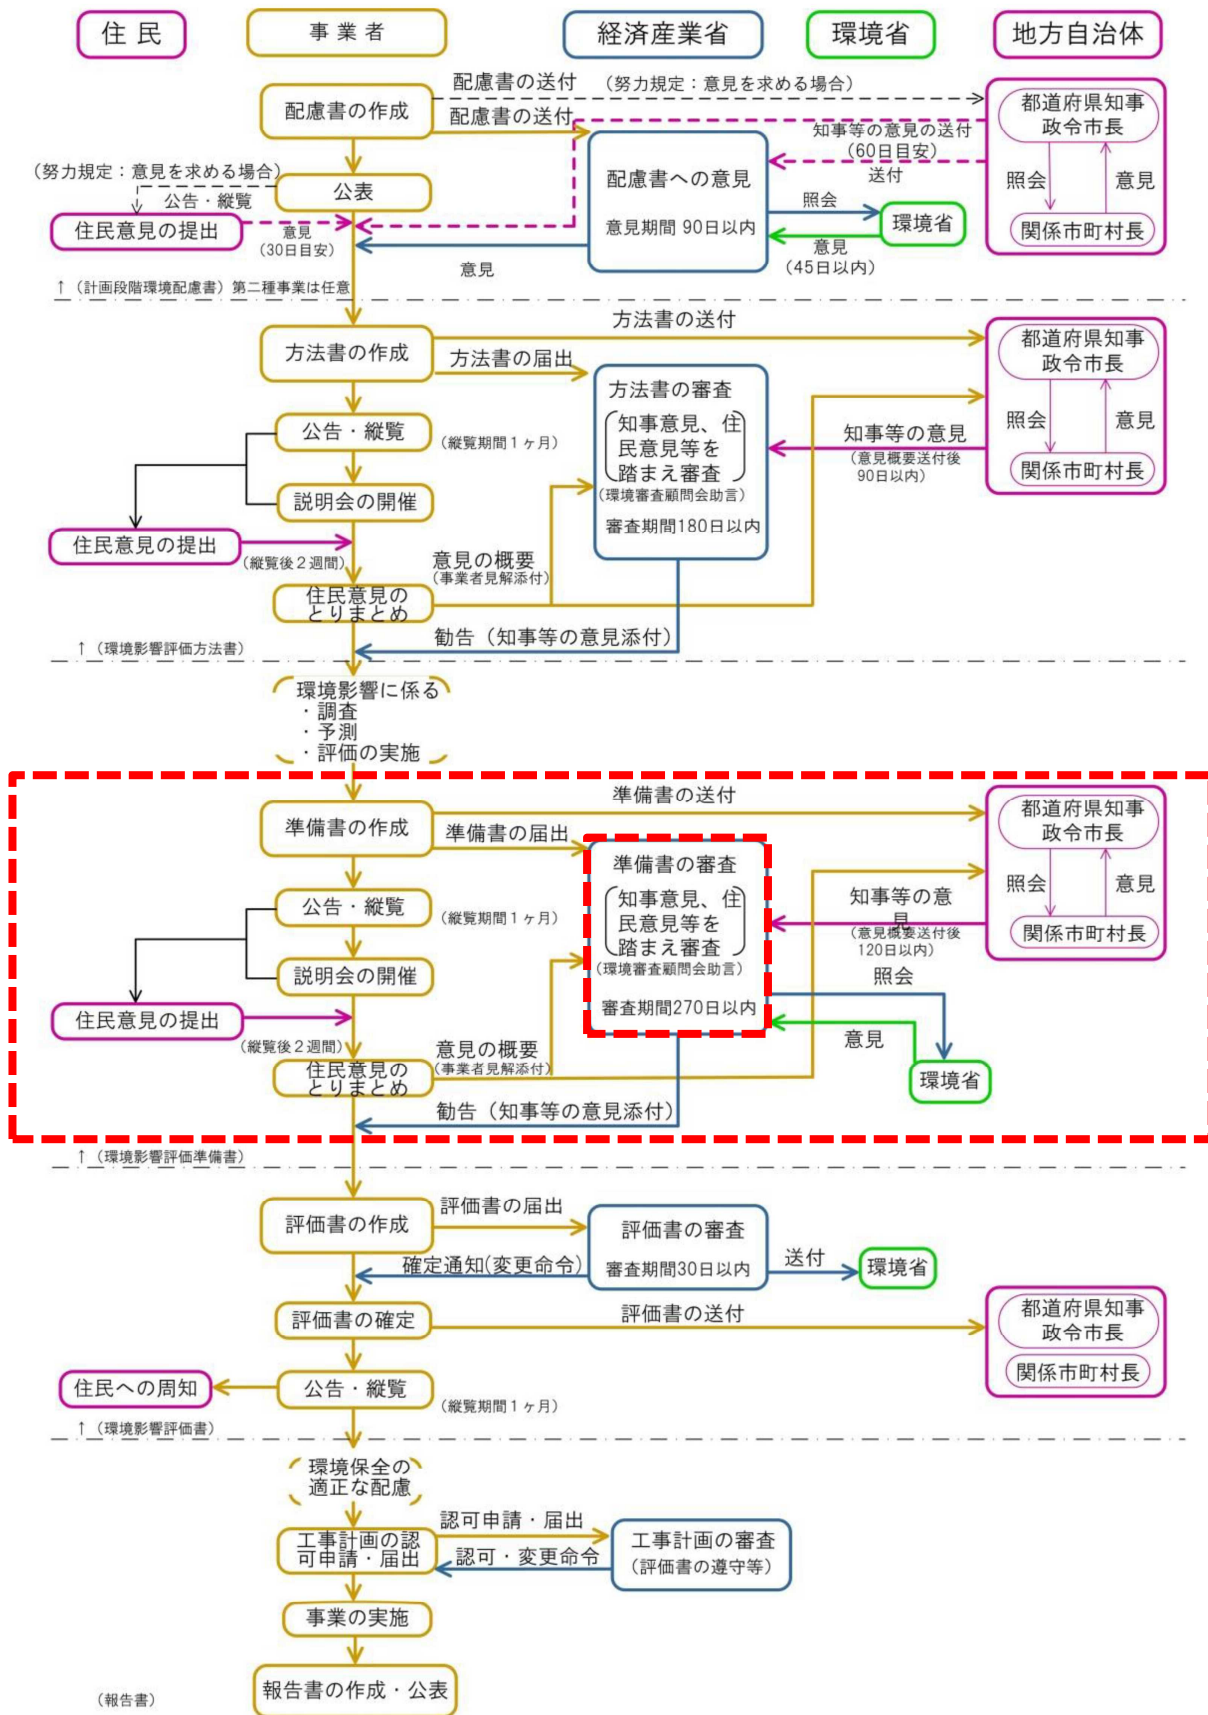 住民
事業者
経済産業省
環境省
地方自治体
配慮書の作成
配慮書の送付
(努力規定：意見を求める場合)
配慮書の送付
都道府県知事
政令市長
知事等の意見の送付
(60日目安)
送付
照会
意見
関係市町村長
(努力規定：意見を求める場合)
公告・縦覧
公表
配慮書への意見
意見期間 90日以内
照会
環境省
意見
(45日以内)
住民意見の提出
意見
(30日目安)
意見
↑（計画段階環境配慮書）第二種事業は任意
方法書の作成
方法書の送付
方法書の届出
都道府県知事
政令市長
照会
意見
関係市町村長
方法書の審査
知事意見、住
民意見等を
踏まえ審査
(環境審査顧問会助言)
審査期間180日以内
知事等の意見
(意見概要送付後
90日以内)
公告・縦覧
(縦覧期間１ヶ月)
説明会の開催
住民意見の提出
(縦覧後２週間)
意見の概要
(事業者見解添付)
住民意見の
とりまとめ
勧告（知事等の意見添付）
↑（環境影響評価方法書）
環境影響に係る
・調査
・予測
・評価の実施
準備書の作成
準備書の送付
準備書の届出
都道府県知事
政令市長
照会
意見
関係市町村長
準備書の審査
知事意見、住
民意見等を
踏まえ審査
(環境審査顧問会助言)
審査期間270日以内
知事等の意
見
(意見概要送付後
120日以内)
照会
意見
環境省
公告・縦覧
(縦覧期間１ヶ月)
説明会の開催
住民意見の提出
(縦覧後２週間)
意見の概要
(事業者見解添付)
住民意見の
とりまとめ
勧告（知事等の意見添付）
↑（環境影響評価準備書）
評価書の作成
評価書の届出
評価書の審査
審査期間30日以内
確定通知(変更命令)
送付
環境省
評価書の確定
評価書の送付
都道府県知事
政令市長
関係市町村長
住民への周知
公告・縦覧
(縦覧期間１ヶ月)
↑（環境影響評価書）
環境保全の
適正な配慮
工事計画の認
可申請・届出
認可申請・届出
認可・変更命令
工事計画の審査
(評価書の遵守等)
事業の実施
報告書の作成・公表
（報告書）